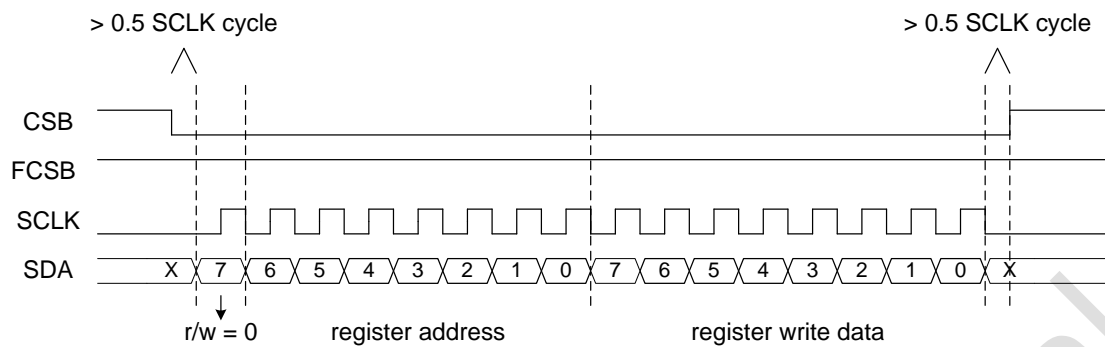 > 0.5 SCLK cycle > 0.5 SCLK cycle
CSB
FCSB
SCLK
SDA X 7 6 5 4 3 2 1 0 7 6 5 4 3 2 1 0 X
r/w = 0 register address register write data